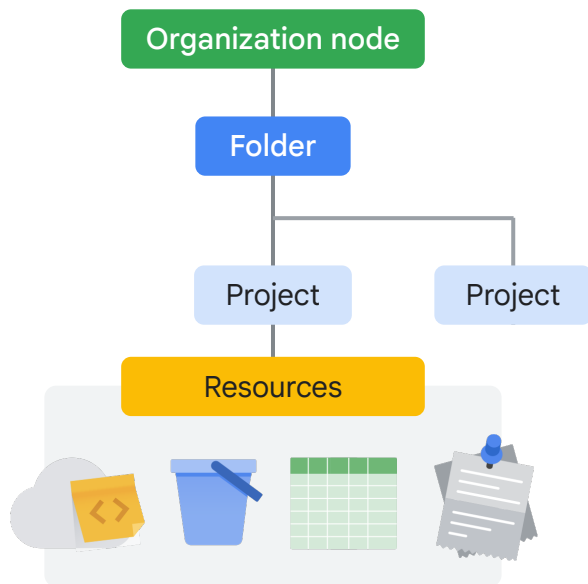 Organization node
Folder
Project
Project
Resources
< >